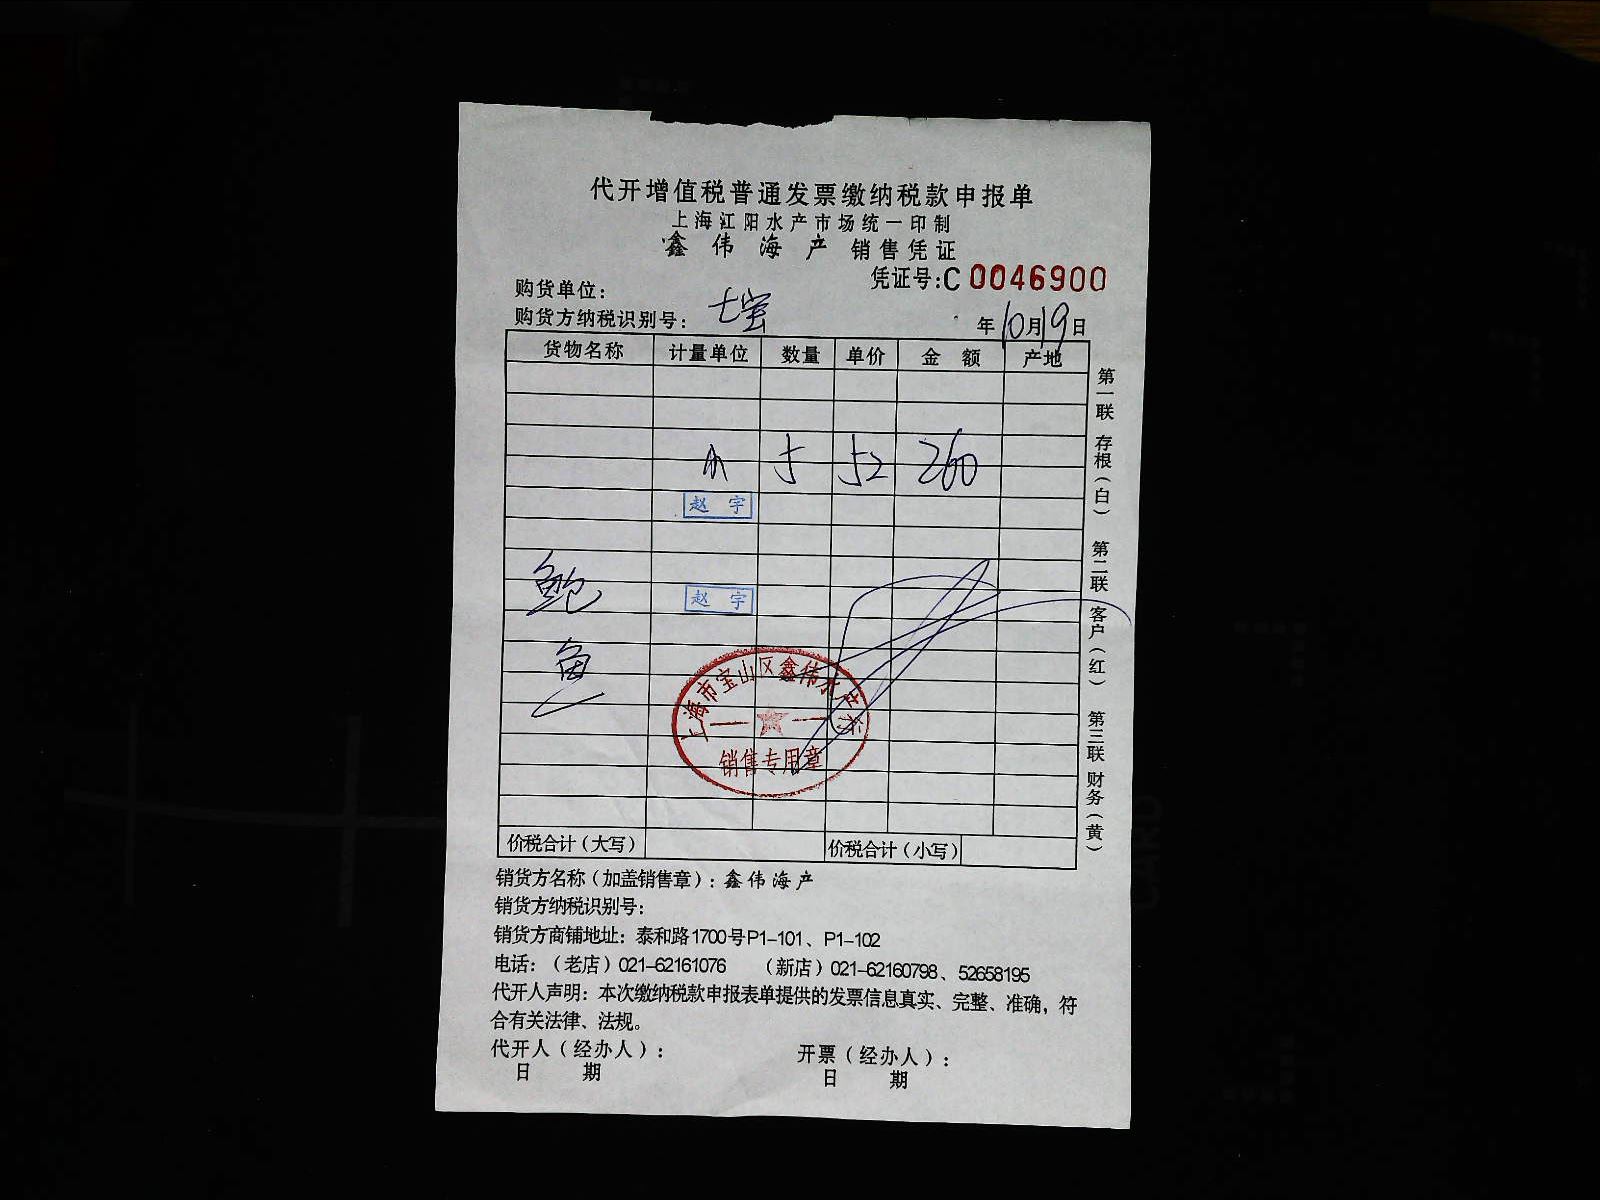 代开增值税普通发票缴纳税款申报单
上海江阳水产市场统一印制
鑫伟海产 销售凭证
凭证号:C 0046900
购货单位:
购货方纳税识别号: 七宝
年10月19日
货物名称 计量单位 数量 单价 金额 产地
5 52 260
赵宇
鲍
赵宇
鱼
上海市宝山区鑫伟水产行
销售专用章
价税合计(大写) 价税合计(小写)
第一联 存根(白) 第二联 客户(红) 第三联 财务(黄)
销货方名称(加盖销售章): 鑫伟海产
销货方纳税识别号:
销货方商铺地址: 泰和路1700号P1-101、P1-102
电话:(老店)021-62161076 (新店)021-62160798、52658195
代开人声明: 本次缴纳税款申报表单提供的发票信息真实、完整、准确,符
合有关法律、法规。
代开人(经办人): 开票(经办人):
日期 日期